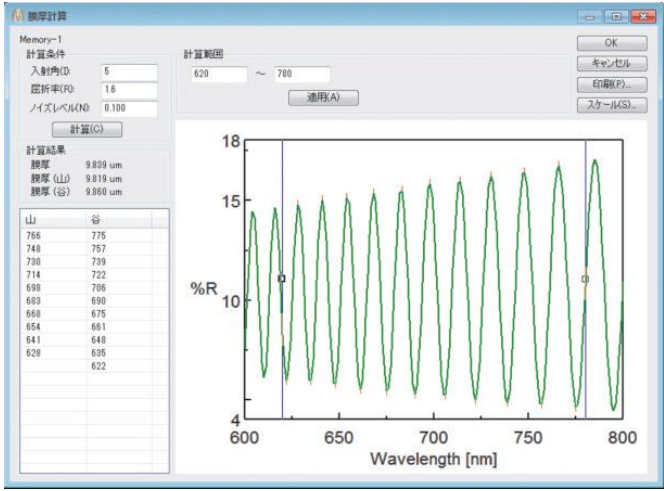 膜厚計算
Memory-1
計算条件
入射角(I): 5
屈折率(R): 1.6
ノイズレベル(N): 0.100
計算(C)
計算範囲
620 ～ 780
適用(A)
OK
キャンセル
印刷(P)...
スケール(S)...
計算結果
膜厚 9.839 um
膜厚 (山) 9.819 um
膜厚 (谷) 9.860 um
山 谷
766 775
748 757
730 739
714 722
698 706
683 690
668 675
654 661
641 648
628 635
622
18
15
%R
10
4
600 650 700 750 800
Wavelength [nm]